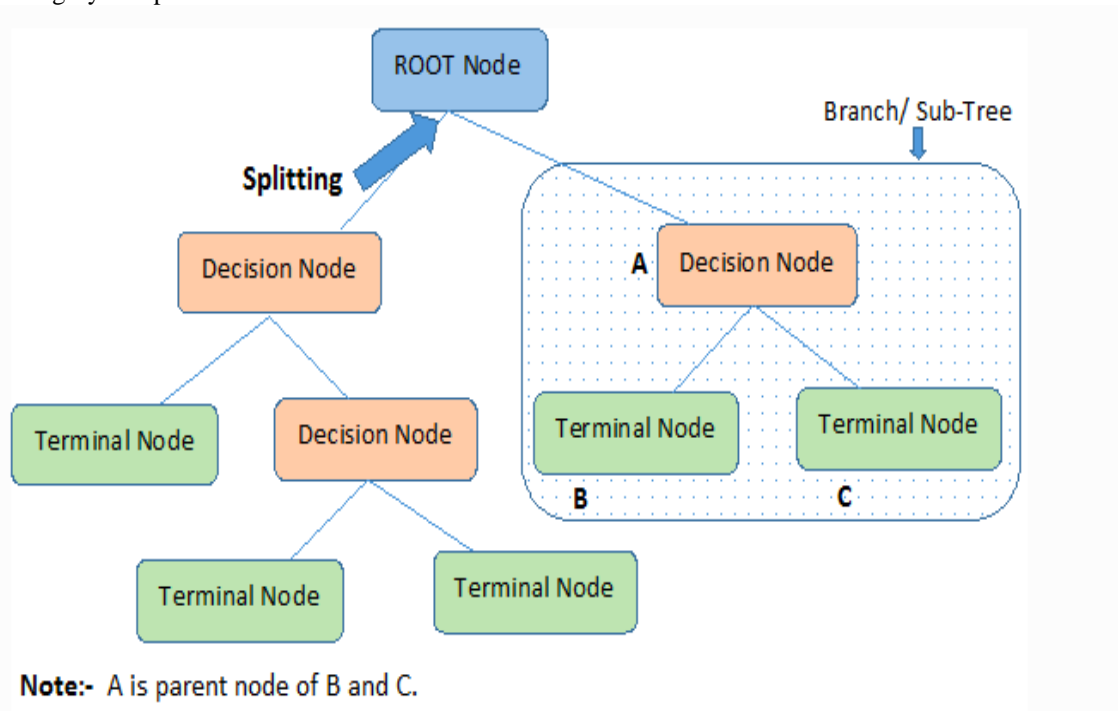 ROOT Node
Branch/ Sub-Tree
Splitting
Decision Node
A
Decision Node
Terminal Node
Decision Node
Terminal Node
Terminal Node
B
C
Terminal Node
Terminal Node
Note:- A is parent node of B and C.